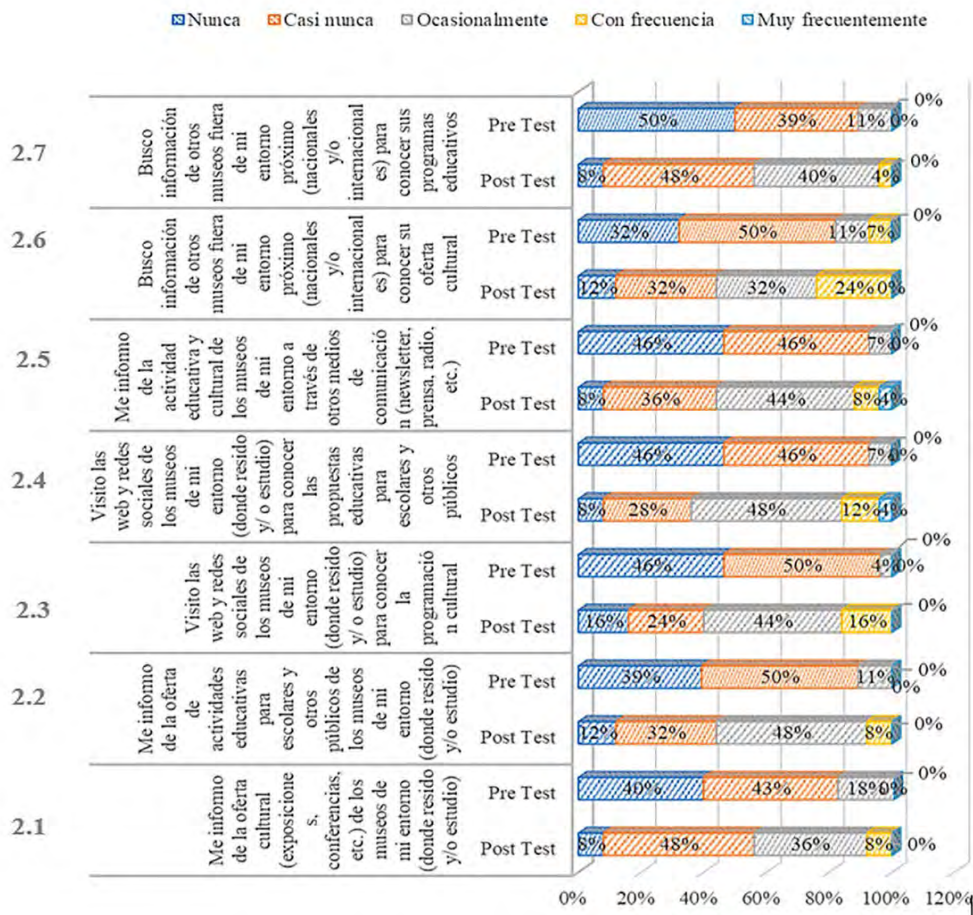 Nunca Casi nunca Ocasionalmente Con frecuencia Muy frecuentemente
2.7
Busco
información
de otros
museos fuera
de mi
entorno
próximo
(nacionales
y/o
internacional
es) para
conocer sus
programas
educativos
Pre Test
50% 39% 11% 0% 0%
Post Test
8% 48% 40% 4% 0%
2.6
Busco
información
de otros
museos fuera
de mi
entorno
próximo
(nacionales
y/o
internacional
es) para
conocer su
oferta
cultural
Pre Test
32% 50% 11% 7% 0%
Post Test
12% 32% 32% 24% 0%
2.5
Me informo
de la
actividad
educativa y
cultural de
los museos
de mi
entorno a
través de
otros medios
de
comunicació
n (newsletter,
prensa, radio,
etc.)
Pre Test
46% 46% 7% 0% 0%
Post Test
8% 36% 44% 8% 4%
2.4
Visito las
web y redes
sociales de
los museos
de mi
entorno
(donde resido
y/ o estudio)
para conocer
las
propuestas
educativas
para
escolares y
otros
públicos
Pre Test
46% 46% 7% 0% 0%
Post Test
8% 28% 48% 12% 4%
2.3
Visito las
web y redes
sociales de
los museos
de mi
entorno
(donde resido
y/ o estudio)
para conocer
la
programació
n cultural
Pre Test
46% 50% 4% 0% 0%
Post Test
16% 24% 44% 16% 0%
2.2
Me informo
de la oferta
de
actividades
educativas
para
escolares y
otros
públicos de
los museos
de mi
entorno
(donde resido
y/o estudio)
Pre Test
39% 50% 11% 0% 0%
Post Test
12% 32% 48% 8% 0%
2.1
Me informo
de la oferta
cultural
(exposicione
s,
conferencias,
etc.) de los
museos de
mi entorno
(donde resido
y/o estudio)
Pre Test
40% 43% 18% 0% 0%
Post Test
8% 48% 36% 8% 0%
0% 20% 40% 60% 80% 100% 120%